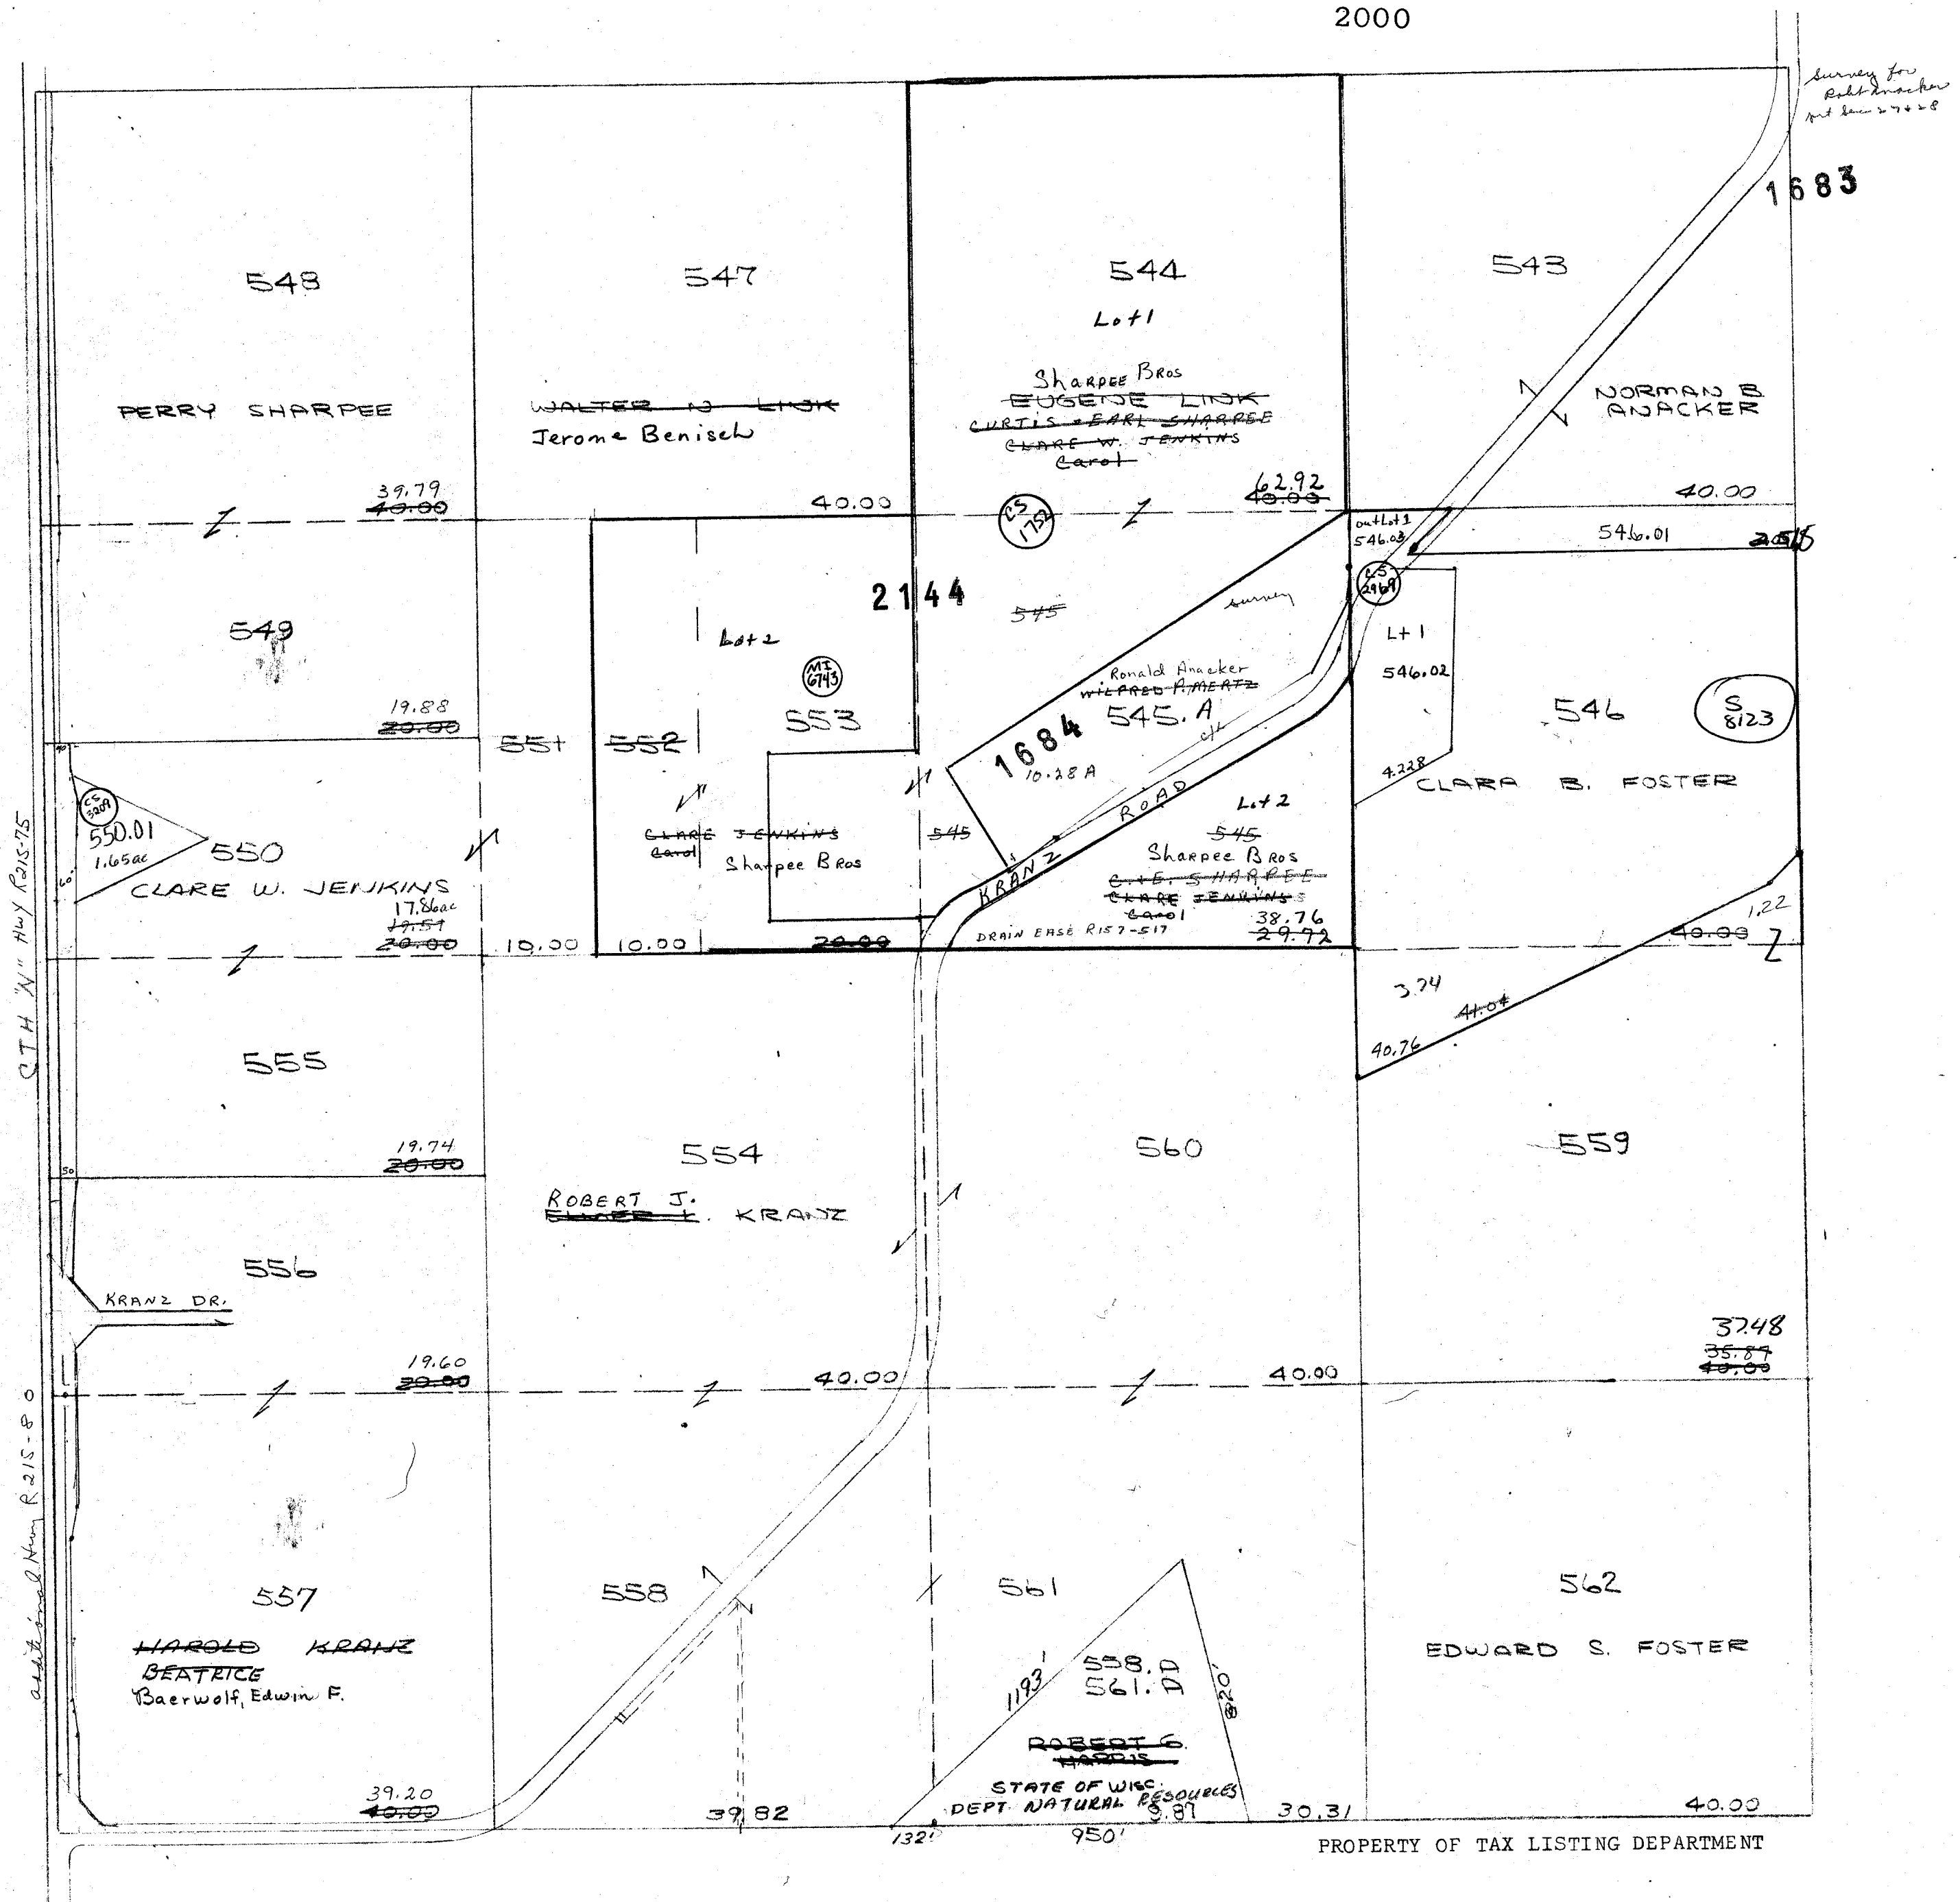 2000
1683
548
547
544
543
Lot 1
PERRY SHARPEE
WALTER N LINK
Jerome Benisch
Sharpee Bros
EUGENE LINK
CURTIS & EARL SHARPEE
CLARE W. JENKINS
Carol
NORMAN B
ANACKER
39.79
40.00
40.00
62.92
40.00
40.00
CS
1752
outLot 1
546.03
546.01
2144
549
Lot 2
545
survey
CS
2969
Lt 1
546.02
MI
6743
553
Ronald Anacker
WILFRED P. MERTZ
545.A
1684
10.28 A
546
S
8123
19.88
20.00
551
552
4.228
CLARA B. FOSTER
CS
3209
550.01
1.65ac
550
CLARE W. JENKINS
17.86ac
19.51
20.00
CLARE JENKINS
Carol
Sharpee Bros
545
KRANZ ROAD
Lot 2
545
Sharpee Bros
C. & E. SHARPEE
CLARE JENKINS
Carol
38.76
29.72
DRAIN EASE R157-517
10.00
10.00
20.00
1.22
40.00
3.74
41.04
40.76
CTH "N" Hwy R215-75
555
19.74
20.00
50
554
560
559
ROBERT J.
KRANZ
556
KRANZ DR.
19.60
20.00
40.00
40.00
37.48
35.89
40.00
additional Hwy R215-80
557
HAROLD KRANZ
BEATRICE
Baerwolf, Edwin F.
558
561
562
EDWARD S. FOSTER
1193'
558.D
561.D
820'
ROBERT G.
HARRIS
STATE OF WISC.
DEPT. NATURAL RESOURCES
39.20
40.00
39.82
9.87
30.31
40.00
132'
950'
PROPERTY OF TAX LISTING DEPARTMENT